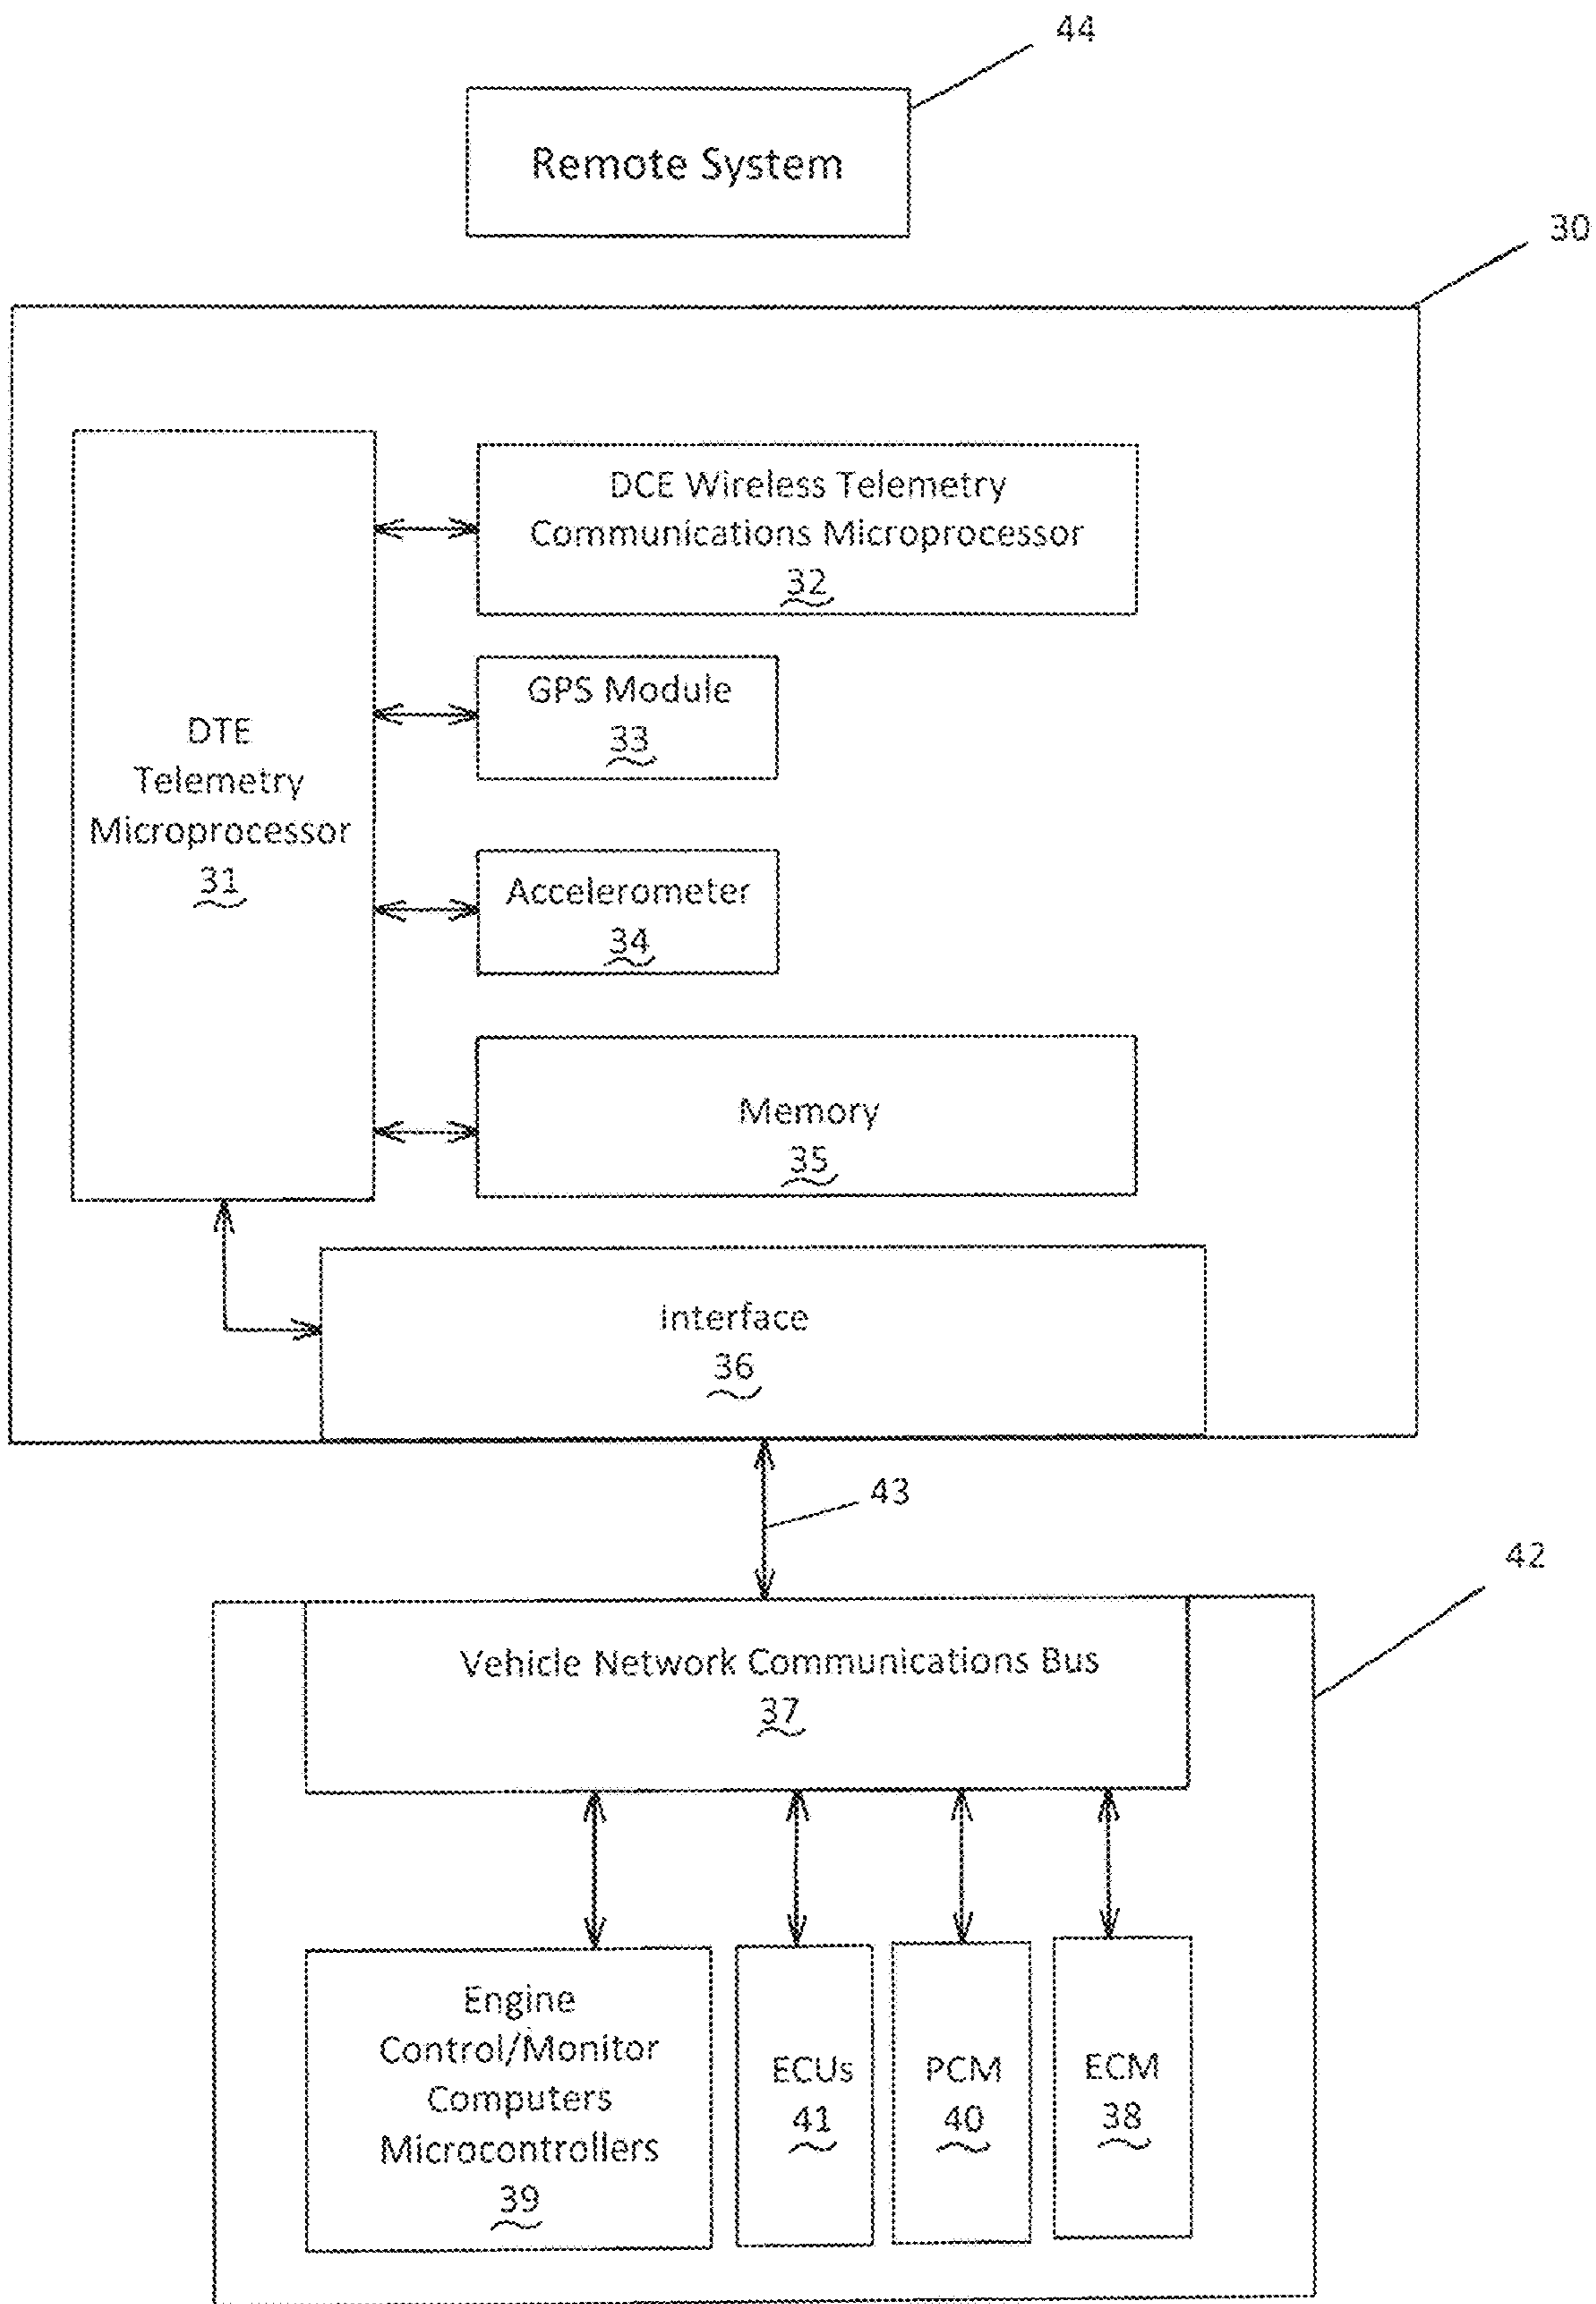 44
Remote System
30
DCE Wireless Telemetry
Communications Microprocessor
32
GPS Module
33
DTE
Telemetry
Microprocessor
31
Accelerometer
34
Memory
35
Interface
36
43
42
Vehicle Network Communications Bus
37
Engine
Control/Monitor
Computers
Microcontrollers
39
ECUs
41
PCM
40
ECM
38